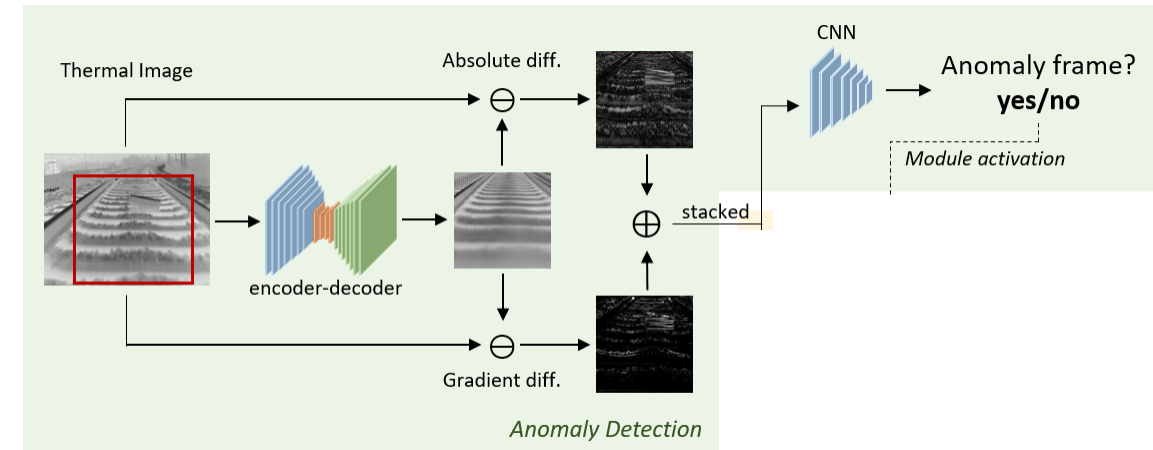 Thermal Image
Absolute diff.
CNN
Anomaly frame?
yes/no
Module activation
stacked
encoder-decoder
Gradient diff.
Anomaly Detection